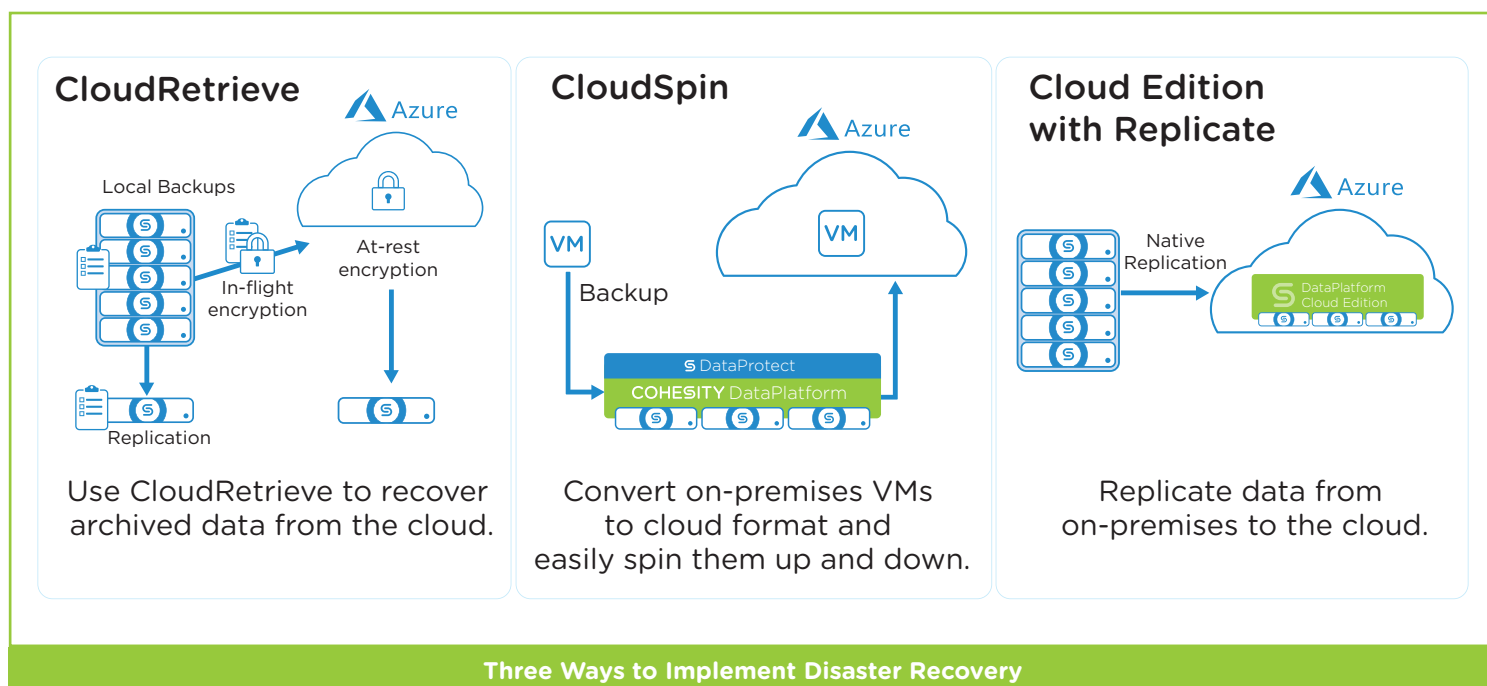 CloudRetrieve
Azure
Local Backups
In-flight
encryption
At-rest
encryption
Replication
Use CloudRetrieve to recover
archived data from the cloud.
CloudSpin
Azure
VM
VM
Backup
DataProtect
COHESITY DataPlatform
Convert on-premises VMs
to cloud format and
easily spin them up and down.
Cloud Edition
with Replicate
Azure
Native
Replication
DataPlatform
Cloud Edition
Replicate data from
on-premises to the cloud.
Three Ways to Implement Disaster Recovery